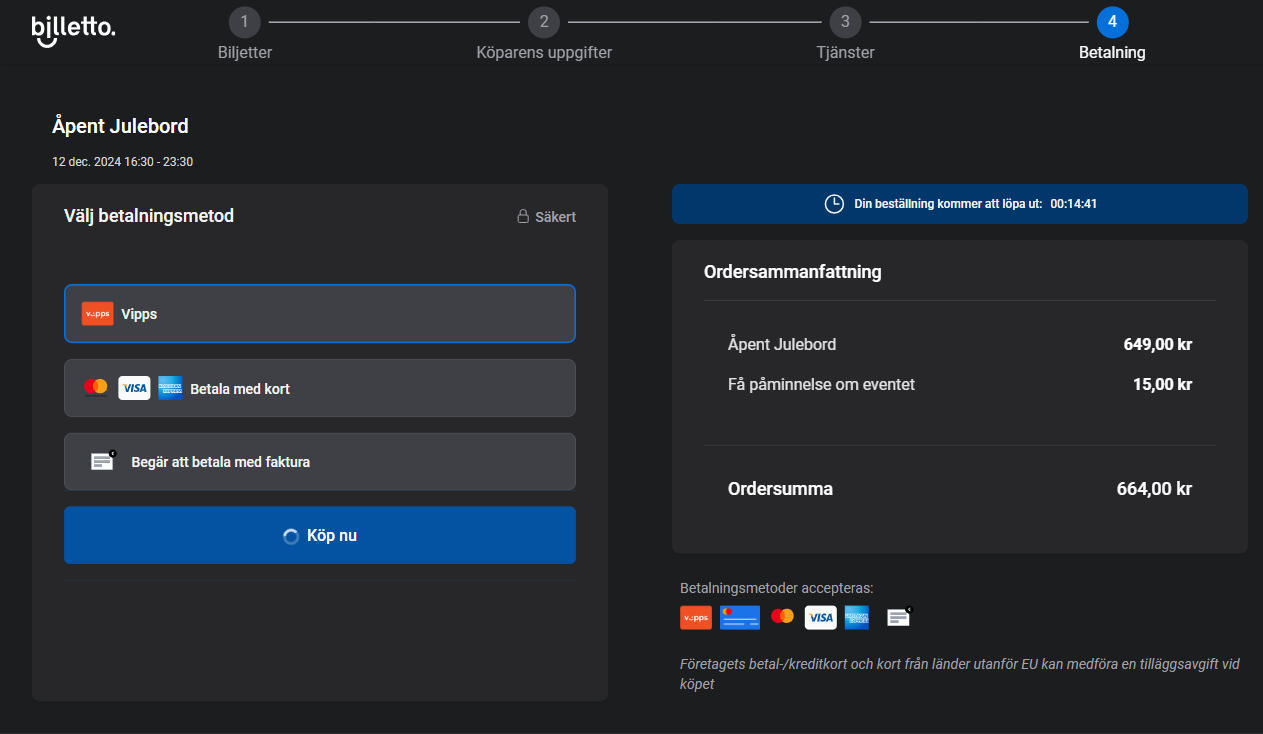 billetto.
1
2
3
4
Biljetter
Köparens uppgifter
Tjänster
Betalning
Åpent Julebord
12 dec. 2024 16:30 - 23:30
Välj betalningsmetod
Säkert
Vipps
Vipps
VISA
Betala med kort
Begär att betala med faktura
Köp nu
Din beställning kommer att löpa ut: 00:14:41
Ordersammanfattning
Åpent Julebord 649,00 kr
Få påminnelse om eventet 15,00 kr
Ordersumma 664,00 kr
Betalningsmetoder accepteras:
VISA
Företagets betal-/kreditkort och kort från länder utanför EU kan medföra en tilläggsavgift vid
köpet